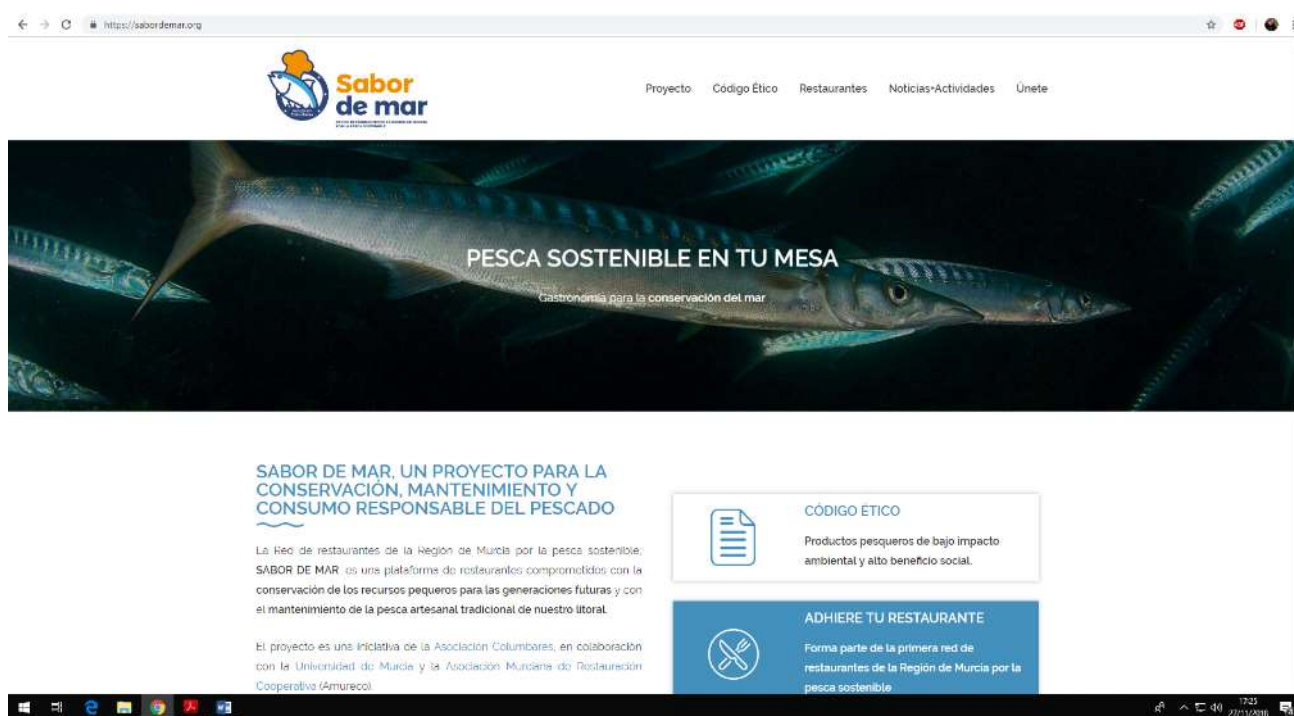 https://sabordemar.org
Sabor
de mar
Proyecto Código Ético Restaurantes Noticias+Actividades Únete
PESCA SOSTENIBLE EN TU MESA
Gastronomía para la conservación del mar
SABOR DE MAR, UN PROYECTO PARA LA
CONSERVACIÓN, MANTENIMIENTO Y
CONSUMO RESPONSABLE DEL PESCADO
La Red de restaurantes de la Región de Murcia por la pesca sostenible,
SABOR DE MAR es una plataforma de restaurantes comprometidos con la
conservación de los recursos pequeros para las generaciones futuras y con
el mantenimiento de la pesca artesanal tradicional de nuestro litoral.
El proyecto es una iniciativa de la Asociación Columbares, en colaboración
con la Universidad de Murcia y la Asociación Murciana de Restauración
Cooperativa (Amureco)
CÓDIGO ÉTICO
Productos pesqueros de bajo impacto
ambiental y alto beneficio social.
ADHIERE TU RESTAURANTE
Forma parte de la primera red de
restaurantes de la Región de Murcia por la
pesca sostenible
17:25
27/11/2018